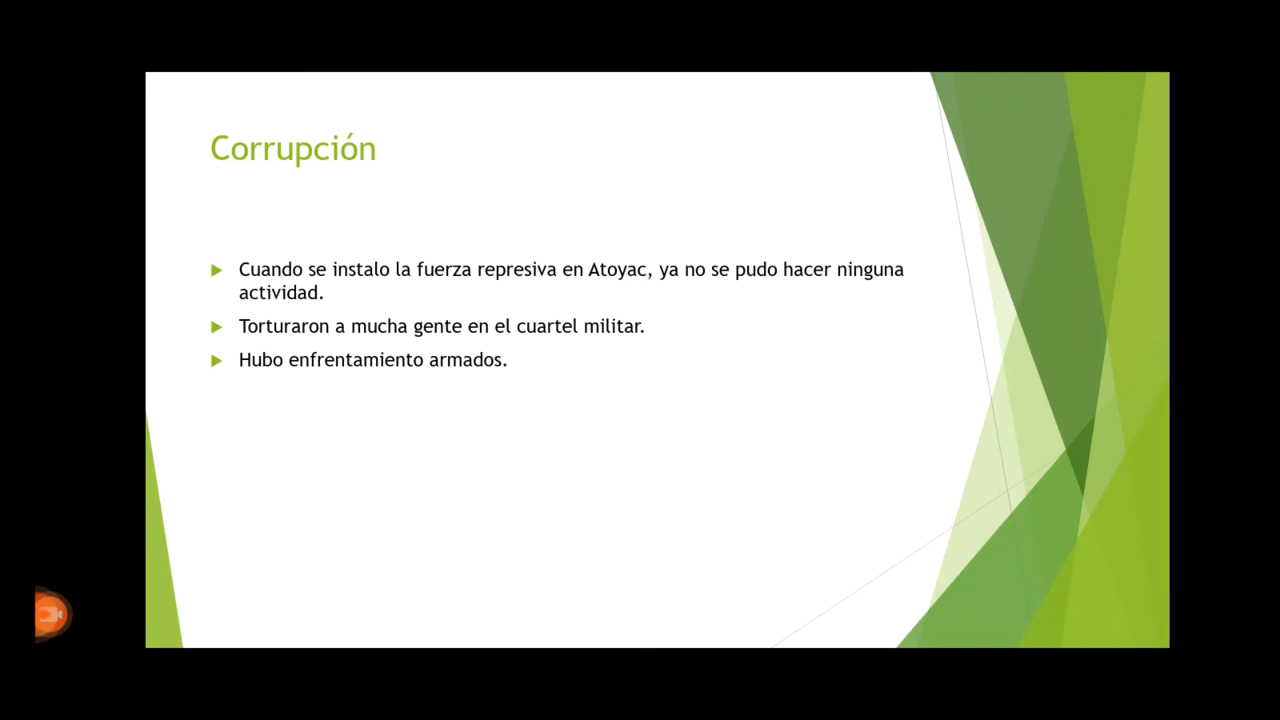 Corrupción
Cuando se instalo la fuerza represiva en Atoyac, ya no se pudo hacer ninguna
actividad.
Torturaron a mucha gente en el cuartel militar.
Hubo enfrentamiento armados.